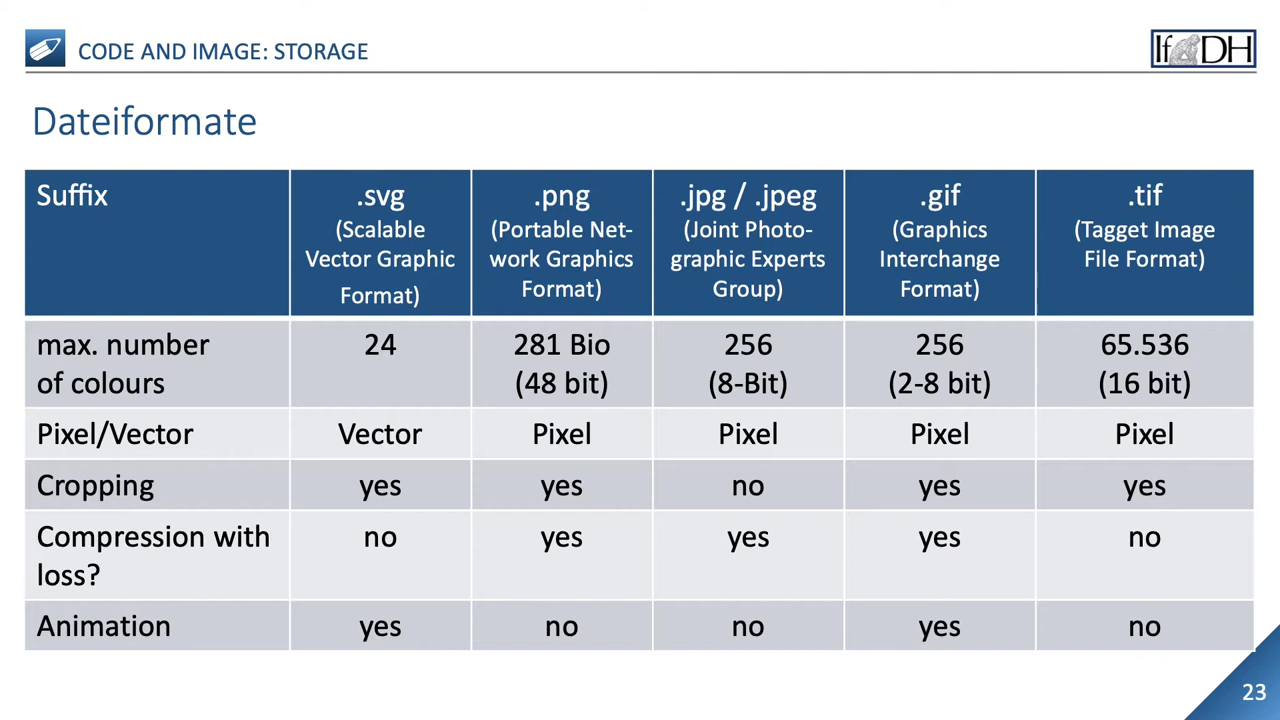 CODE AND IMAGE: STORAGE
IfDH
Dateiformate
Suffix
.svg
(Scalable
Vector Graphic
Format)
.png
(Portable Net-
work Graphics
Format)
.jpg / .jpeg
(Joint Photo-
graphic Experts
Group)
.gif
(Graphics
Interchange
Format)
.tif
(Tagget Image
File Format)
max. number
of colours
24
281 Bio
(48 bit)
256
(8-Bit)
256
(2-8 bit)
65.536
(16 bit)
Pixel/Vector
Vector
Pixel
Pixel
Pixel
Pixel
Cropping
yes
yes
no
yes
yes
Compression with
loss?
no
yes
yes
yes
no
Animation
yes
no
no
yes
no
23